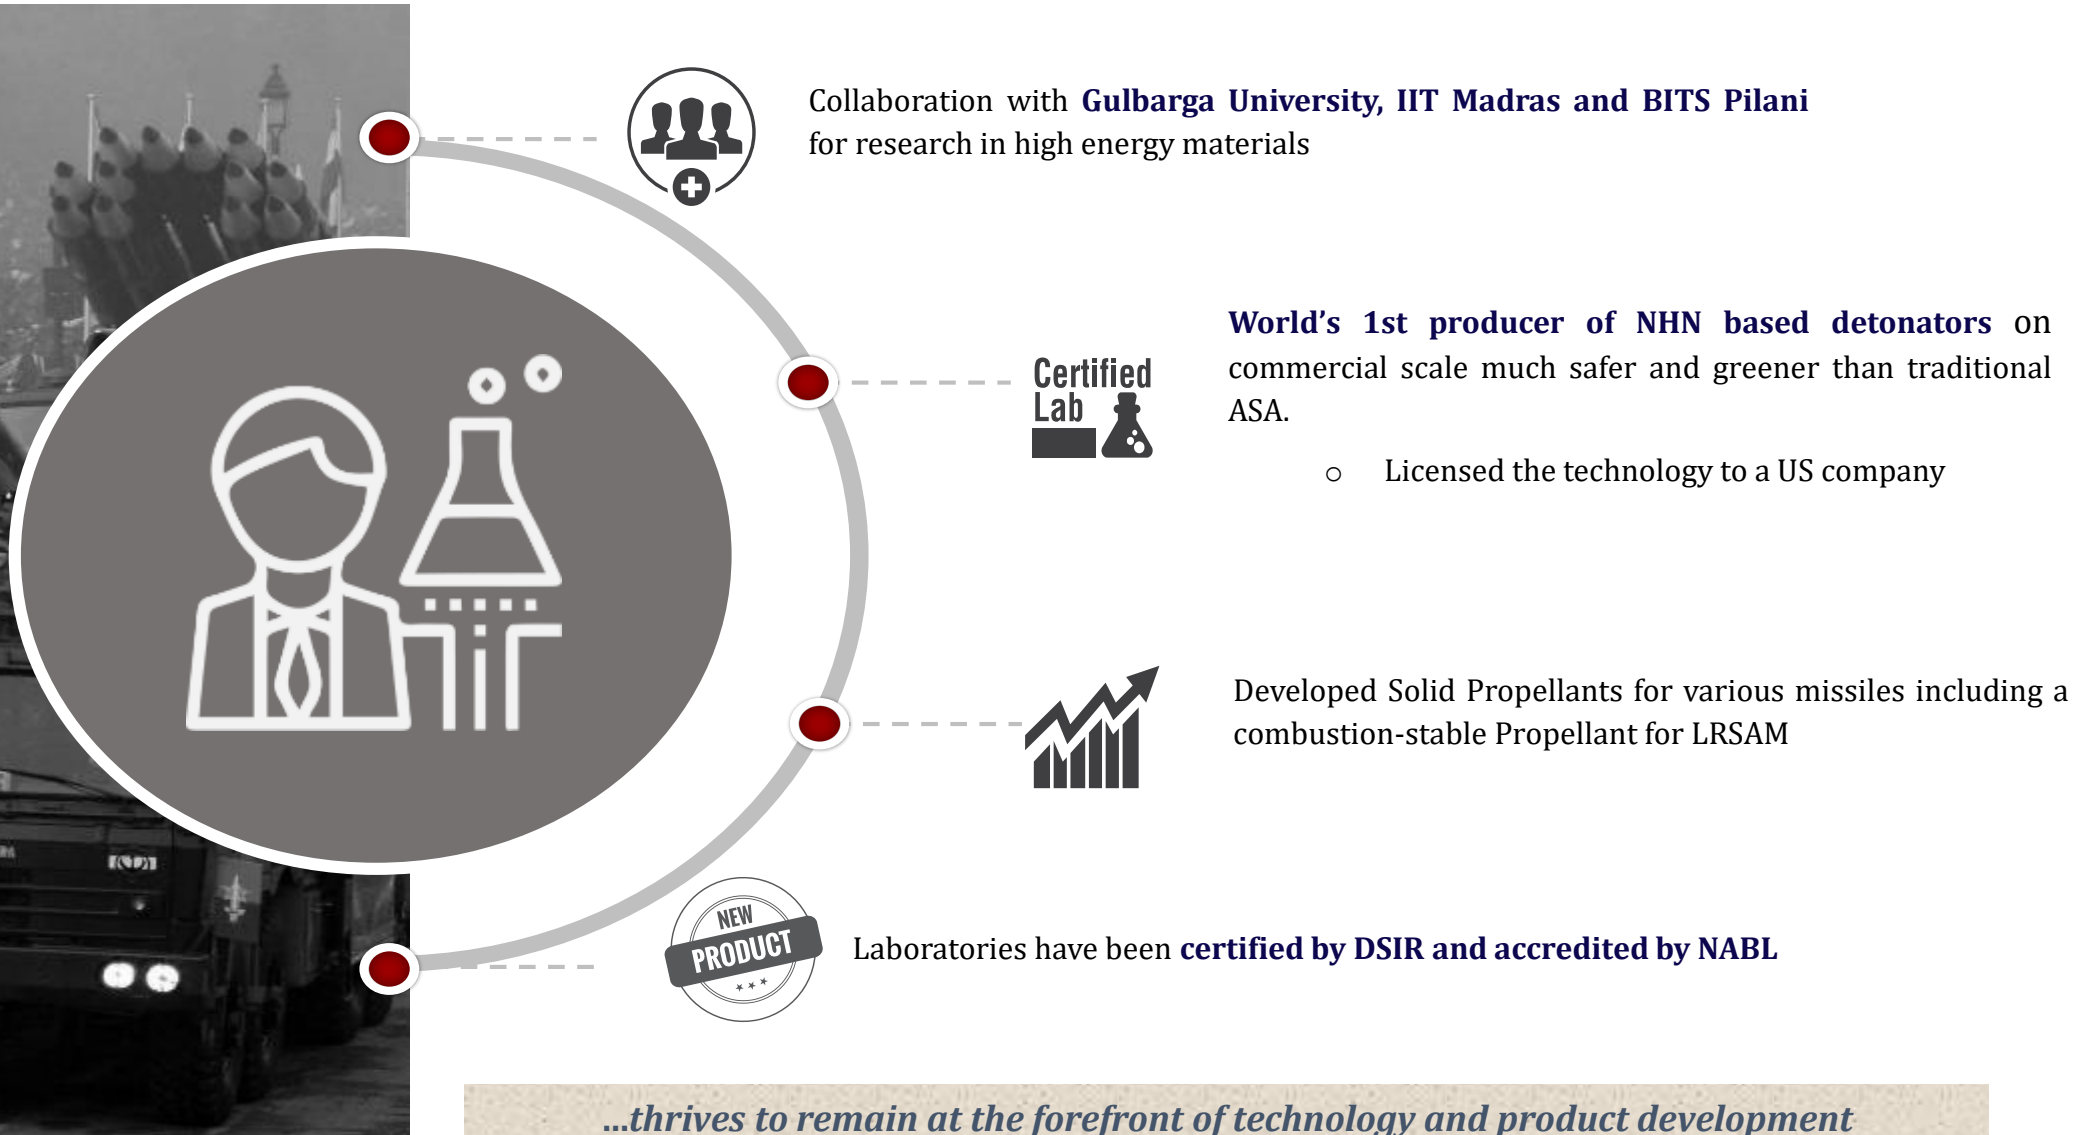 Collaboration with Gulbarga University, IIT Madras and BITS Pilani
for research in high energy materials
World’s 1st producer of NHN based detonators on
commercial scale much safer and greener than traditional
ASA.
o Licensed the technology to a US company
Certified
Lab
Developed Solid Propellants for various missiles including a
combustion-stable Propellant for LRSAM
NEW
PRODUCT
Laboratories have been certified by DSIR and accredited by NABL
...thrives to remain at the forefront of technology and product development